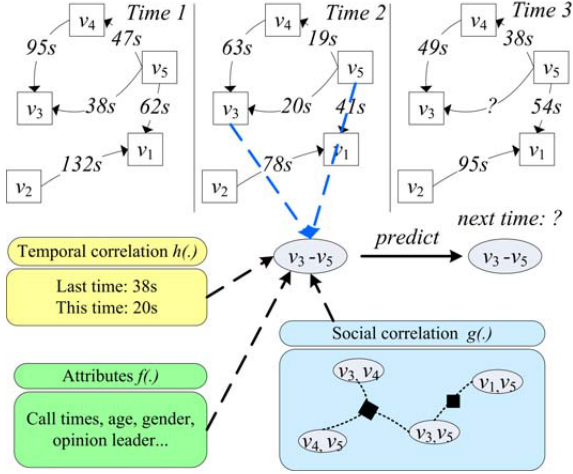 Time 1
v4
95s
47s
v5
v3
38s
62s
v1
132s
v2
Time 2
v4
63s
19s
v5
v3
20s
41s
v1
78s
v2
Time 3
v4
49s
38s
v5
v3
?
54s
v1
95s
v2
next time: ?
predict
v3 - v5
v3 - v5
Temporal correlation h(.)
Last time: 38s
This time: 20s
Attributes f(.)
Call times, age, gender,
opinion leader...
Social correlation g(.)
v3, v4
v1,v5
v4, v5
v3,v5